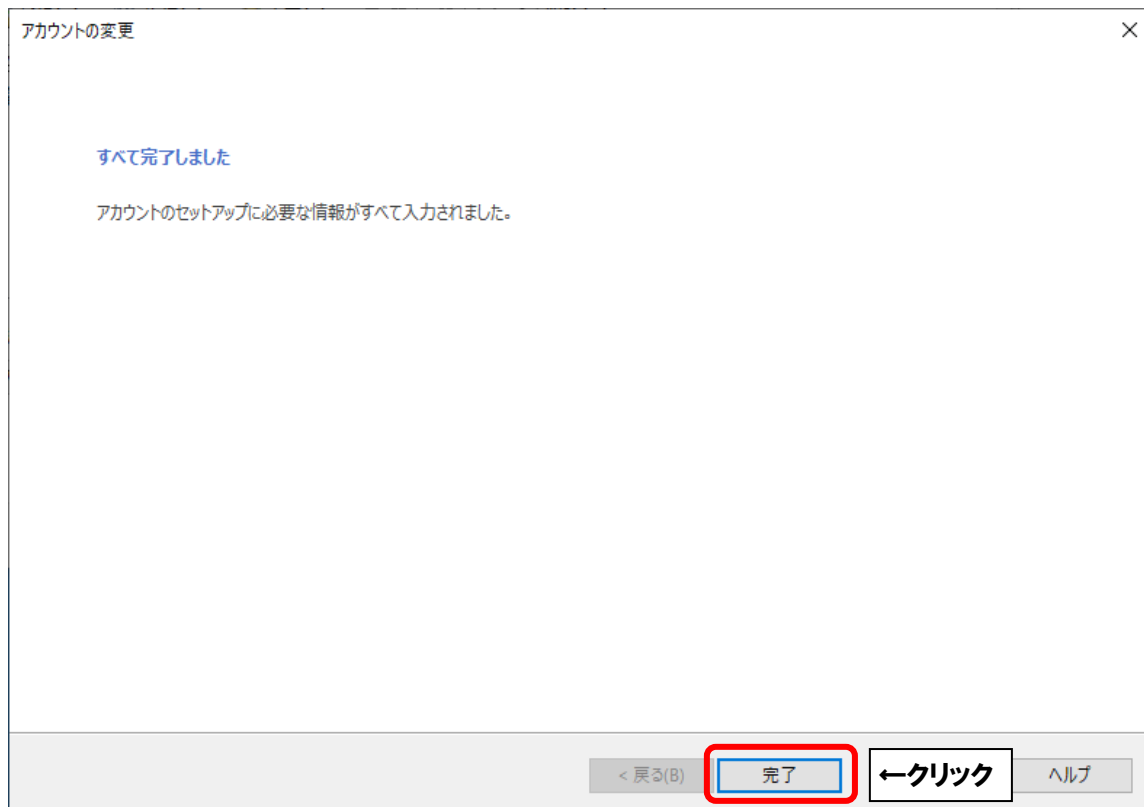 アカウントの変更
すべて完了しました
アカウントのセットアップに必要な情報がすべて入力されました。
< 戻る(B)
完了
←クリック
ヘルプ